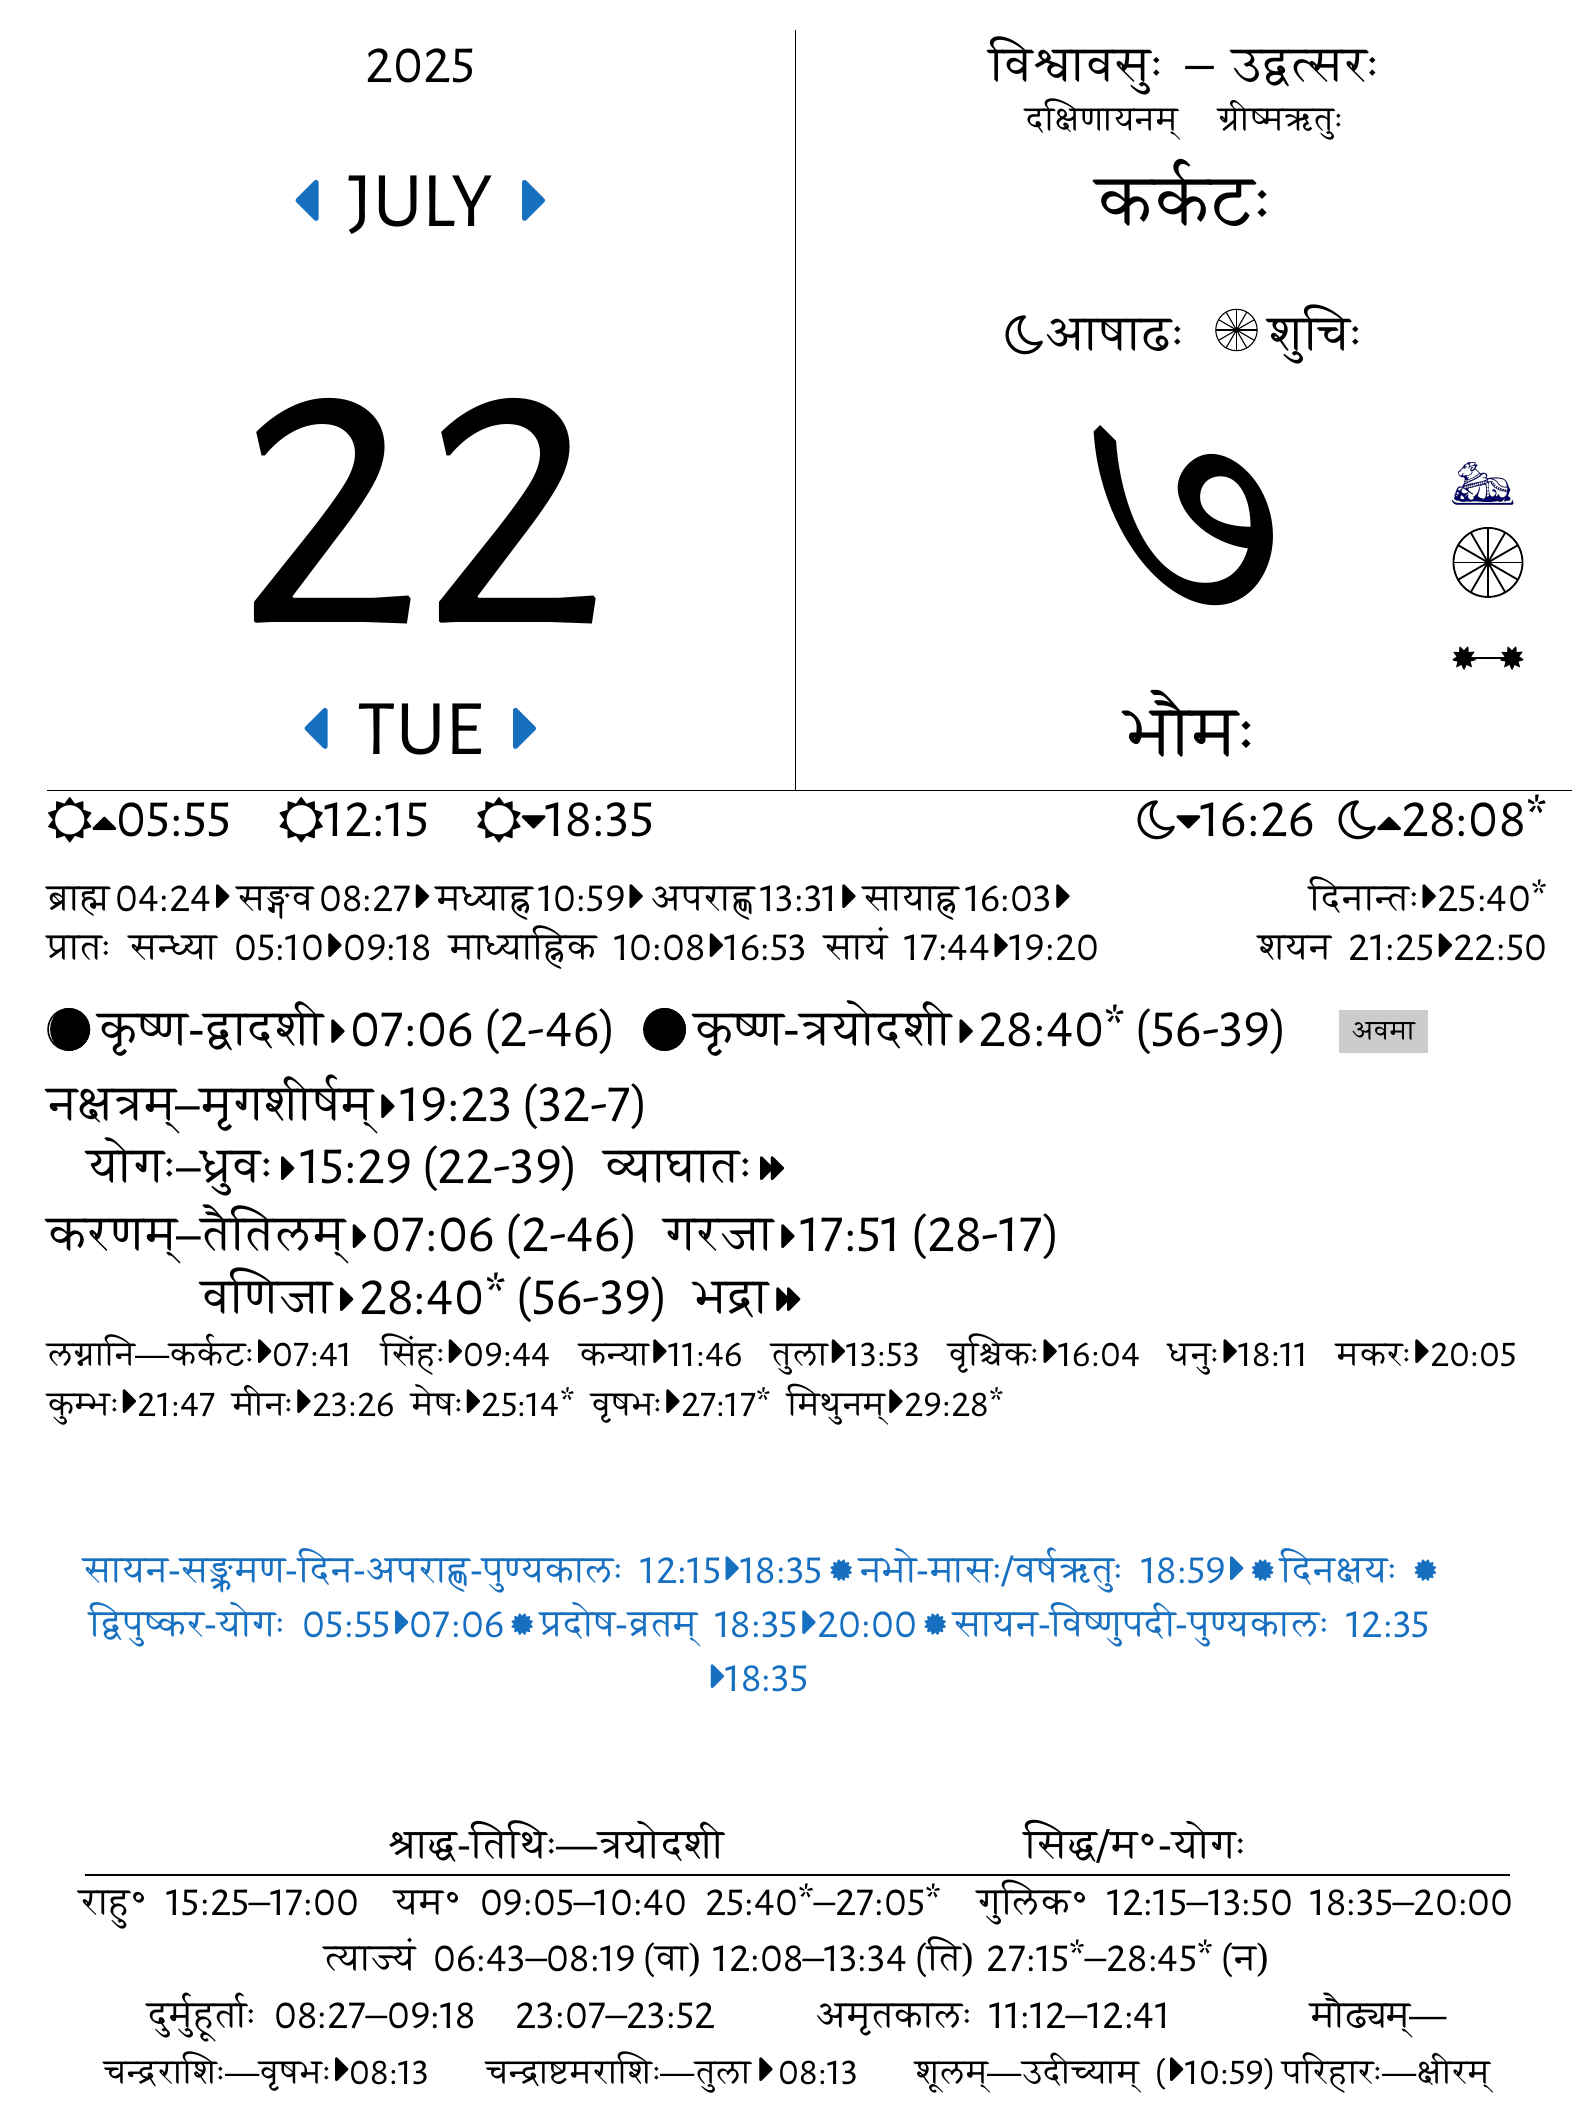 2025
JULY
22
TUE
विश्वावसुः – उद्वत्सरः
दक्षिणायनम् ग्रीष्मऋतुः
कर्कटः
आषाढः शुचिः
७
भौमः
05:55 12:15 18:35 16:26 28:08*
ब्राह्म 04:24 सङ्गव 08:27 मध्याह्न 10:59 अपराह्ण 13:31 सायाह्न 16:03 दिनान्तः 25:40*
प्रातः सन्ध्या 05:10 09:18 माध्याह्निक 10:08 16:53 सायं 17:44 19:20 शयन 21:25 22:50
कृष्ण-द्वादशी 07:06 (2-46) कृष्ण-त्रयोदशी 28:40* (56-39) अवमा
नक्षत्रम्–मृगशीर्षम् 19:23 (32-7)
योगः–ध्रुवः 15:29 (22-39) व्याघातः
करणम्–तैतिलम् 07:06 (2-46) गरजा 17:51 (28-17)
वणिजा 28:40* (56-39) भद्रा
लग्नानि—कर्कटः 07:41 सिंहः 09:44 कन्या 11:46 तुला 13:53 वृश्चिकः 16:04 धनुः 18:11 मकरः 20:05
कुम्भः 21:47 मीनः 23:26 मेषः 25:14* वृषभः 27:17* मिथुनम् 29:28*
सायन-सङ्क्रमण-दिन-अपराह्ण-पुण्यकालः 12:15 18:35 नभो-मासः/वर्षऋतुः 18:59 दिनक्षयः
द्विपुष्कर-योगः 05:55 07:06 प्रदोष-व्रतम् 18:35 20:00 सायन-विष्णुपदी-पुण्यकालः 12:35
18:35
श्राद्ध-तिथिः—त्रयोदशी सिद्ध/म॰-योगः
राहु॰ 15:25–17:00 यम॰ 09:05–10:40 25:40*–27:05* गुलिक॰ 12:15–13:50 18:35–20:00
त्याज्यं 06:43–08:19 (वा) 12:08–13:34 (ति) 27:15*–28:45* (न)
दुर्मुहूर्ताः 08:27–09:18 23:07–23:52 अमृतकालः 11:12–12:41 मौढ्यम्—
चन्द्रराशिः—वृषभः 08:13 चन्द्राष्टमराशिः—तुला 08:13 शूलम्—उदीच्याम् (10:59) परिहारः—क्षीरम्